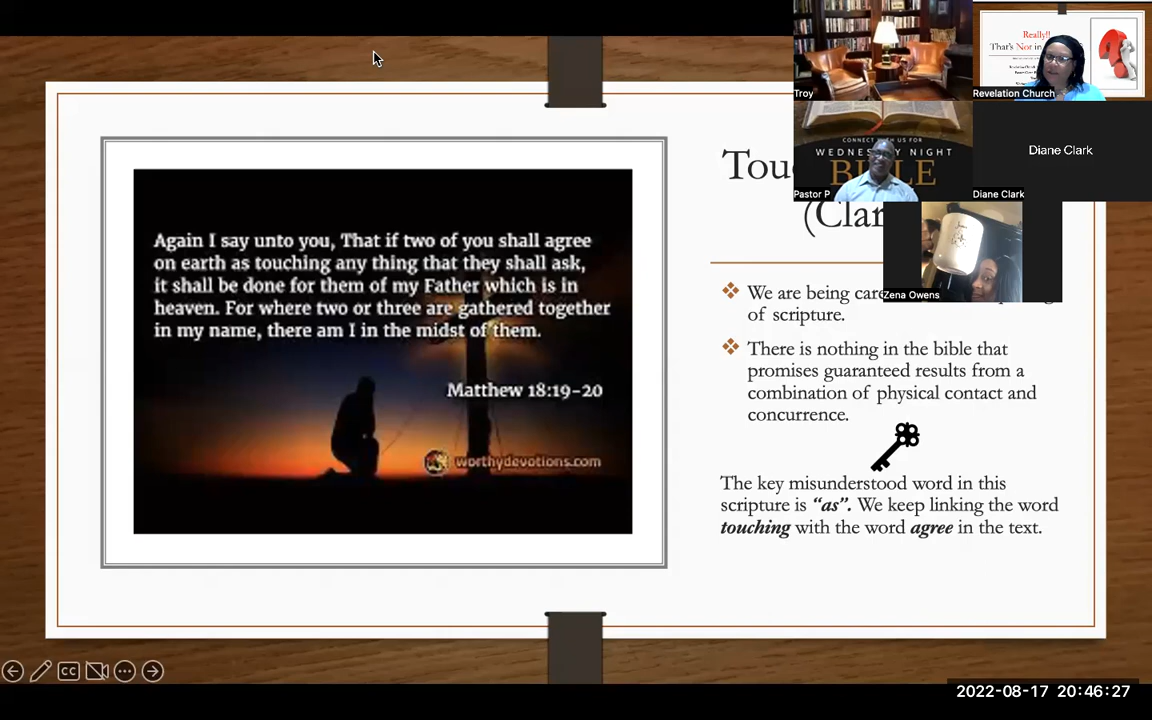 Again I say unto you, That if two of you shall agree
on earth as touching any thing that they shall ask,
it shall be done for them of my Father which is in
heaven. For where two or three are gathered together
in my name, there am I in the midst of them.
Matthew 18:19-20
worthydevotions.com
(Clar
We are being care
of scripture.
There is nothing in the bible that
promises guaranteed results from a
combination of physical contact and
concurrence.
The key misunderstood word in this
scripture is “as”. We keep linking the word
touching with the word agree in the text.
Troy
Really!!
That's Not in
Revelation Church
CONNECT WITH US FOR
WEDNESDAY NIGHT
BIBLE
Pastor P
Diane Clark
Diane Clark
Zena Owens
CC
2022-08-17 20:46:27